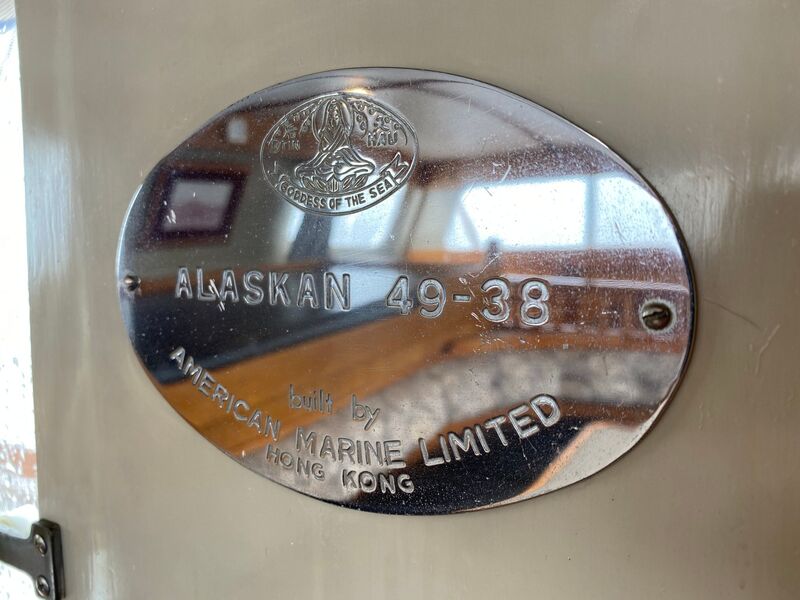 TIN HAU
GODDESS OF THE SEA
ALASKAN 49-38
built by
AMERICAN MARINE LIMITED
HONG KONG